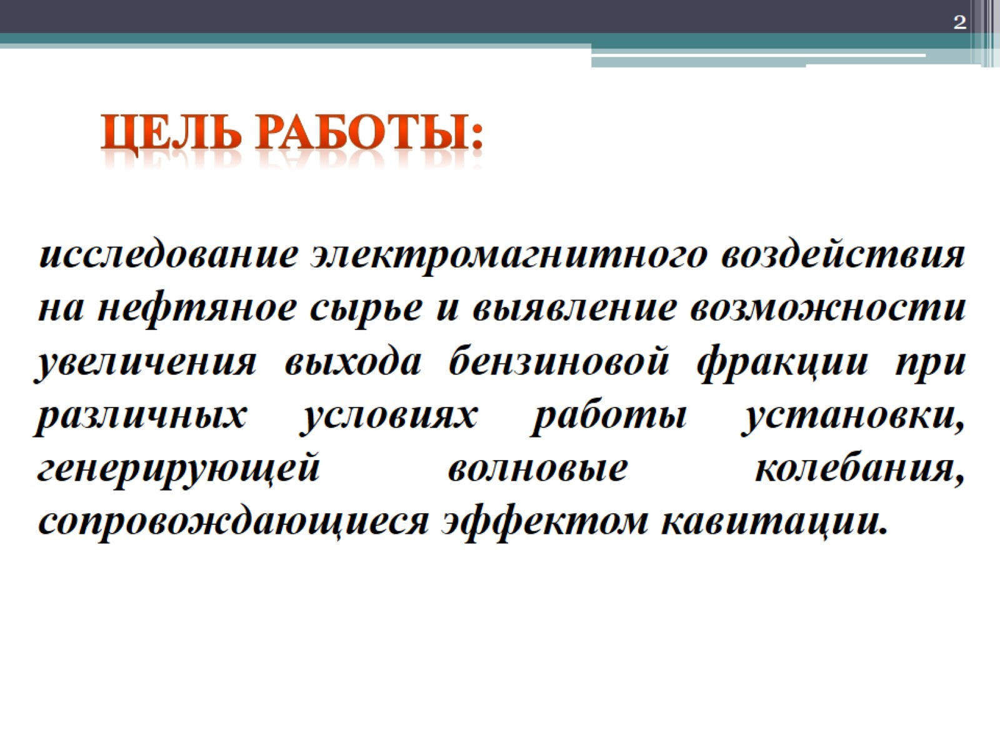 2
ЦЕЛЬ РАБОТЫ:
исследование электромагнитного воздействия
на нефтяное сырье и выявление возможности
увеличения выхода бензиновой фракции при
различных условиях работы установки,
генерирующей волновые колебания,
сопровождающиеся эффектом кавитации.